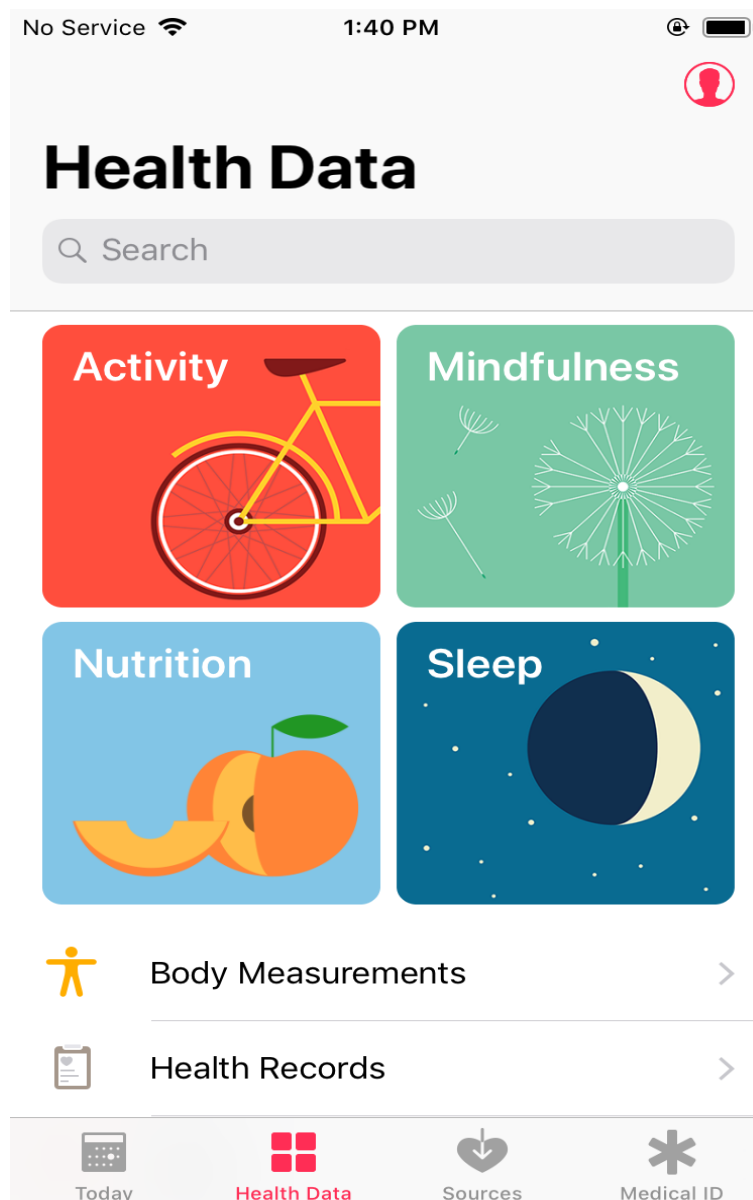 No Service 1:40 PM
Health Data
Search
Activity Mindfulness
Nutrition Sleep
Body Measurements
Health Records
Today Health Data Sources Medical ID